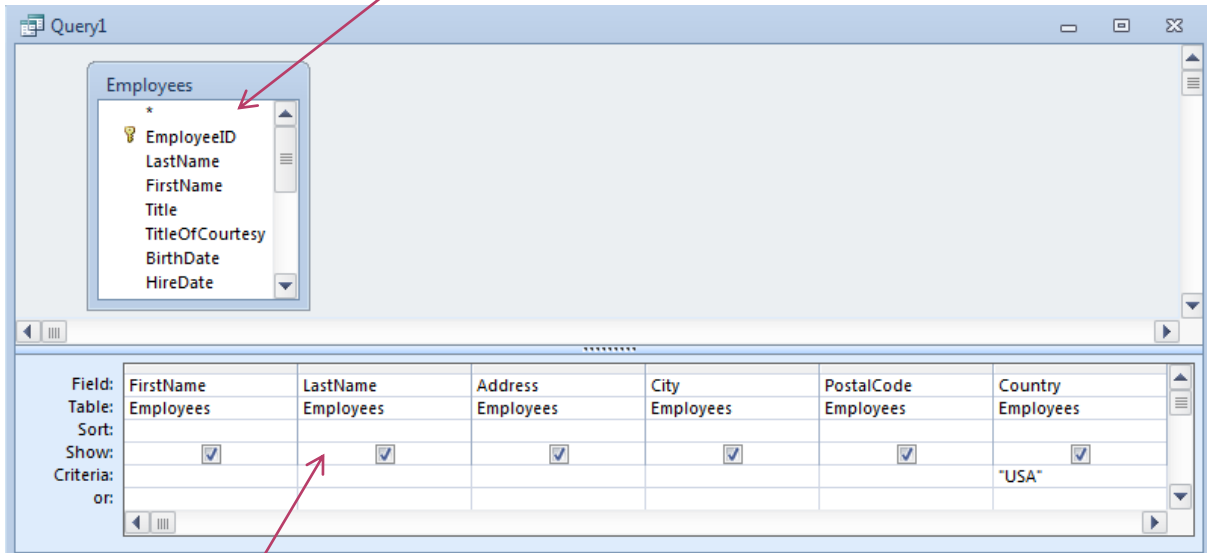 Query1
Employees
*
EmployeeID
LastName
FirstName
Title
TitleOfCourtesy
BirthDate
HireDate
Field: FirstName LastName Address City PostalCode Country
Table: Employees Employees Employees Employees Employees Employees
Sort:
Show:
Criteria: "USA"
or: